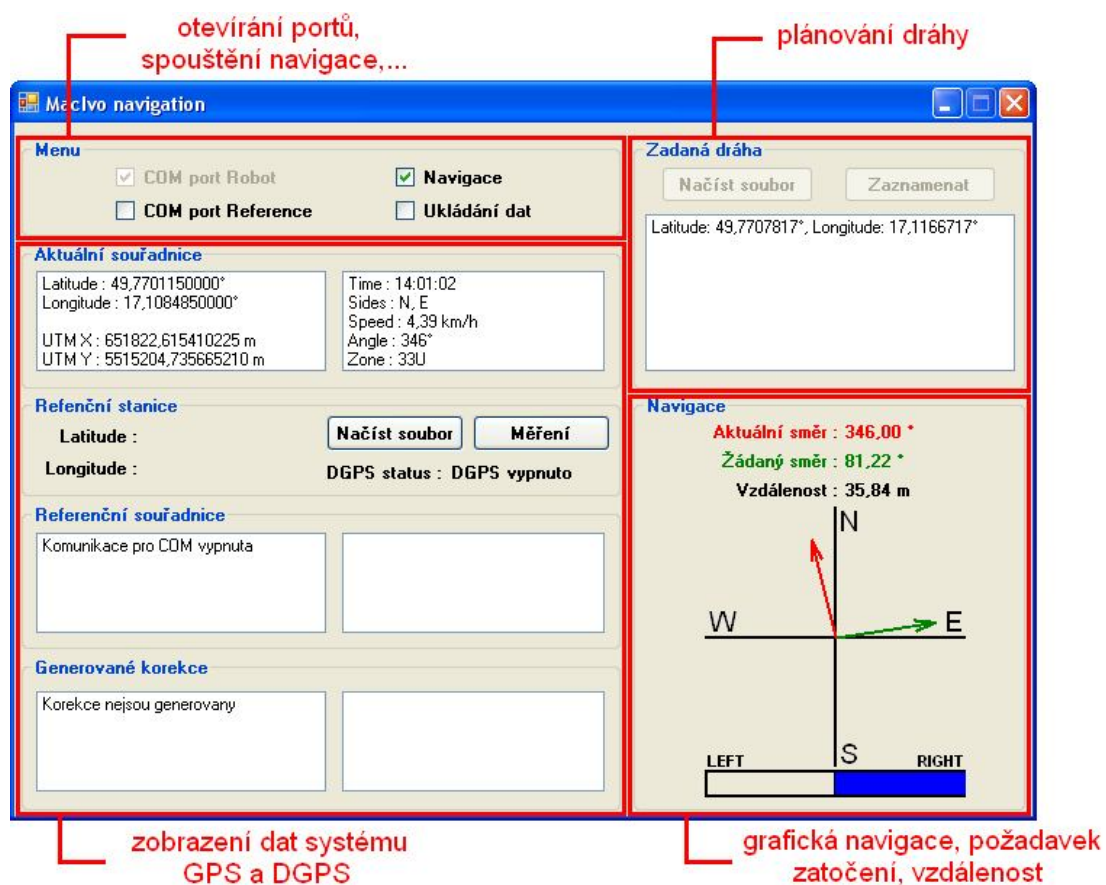 otevírání portů,
spouštění navigace,...
plánování dráhy
MacIvo navigation
Menu
COM port Robot
Navigace
COM port Reference
Ukládání dat
Zadaná dráha
Načíst soubor
Zaznamenat
Latitude: 49,7707817°, Longitude: 17,1166717°
Aktuální souřadnice
Latitude : 49,7701150000°
Longitude : 17,1084850000°
UTM X : 651822,615410225 m
UTM Y : 5515204,735665210 m
Time : 14:01:02
Sides : N, E
Speed : 4,39 km/h
Angle : 346°
Zone : 33U
Refenční stanice
Latitude :
Longitude :
Načíst soubor
Měření
DGPS status : DGPS vypnuto
Referenční souřadnice
Komunikace pro COM vypnuta
Generované korekce
Korekce nejsou generovany
Navigace
Aktuální směr : 346,00 °
Žádaný směr : 81,22 °
Vzdálenost : 35,84 m
N
W
E
S
LEFT
RIGHT
zobrazení dat systému
GPS a DGPS
grafická navigace, požadavek
zatočení, vzdálenost